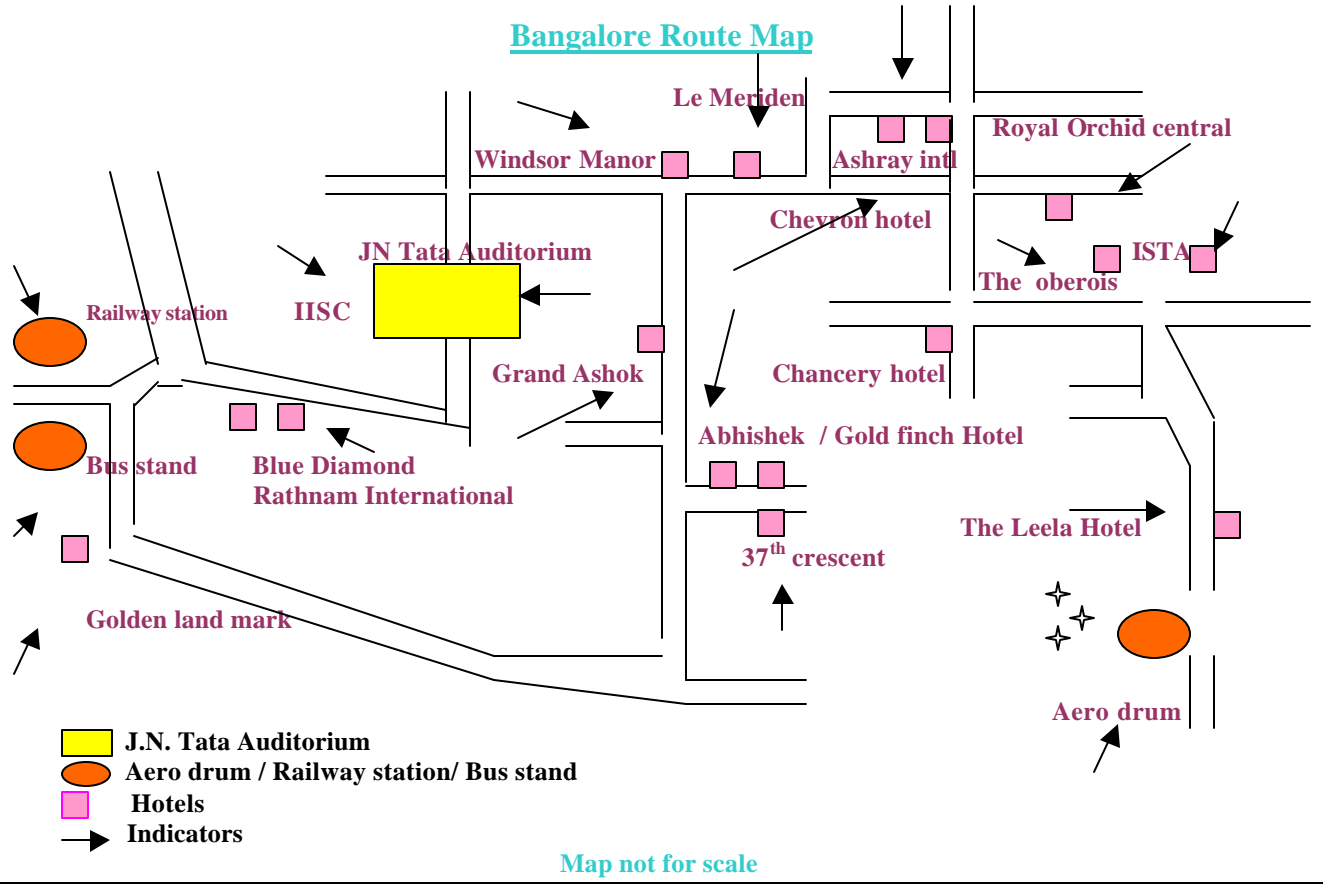 Bangalore Route Map
Le Meriden
Royal Orchid central
Windsor Manor
Ashray intl
Chevron hotel
JN Tata Auditorium
ISTA
The oberois
Railway station
IISC
Grand Ashok
Chancery hotel
Abhishek / Gold finch Hotel
Bus stand
Blue Diamond
Rathnam International
The Leela Hotel
37th crescent
Golden land mark
Aero drum
J.N. Tata Auditorium
Aero drum / Railway station/ Bus stand
Hotels
Indicators
Map not for scale